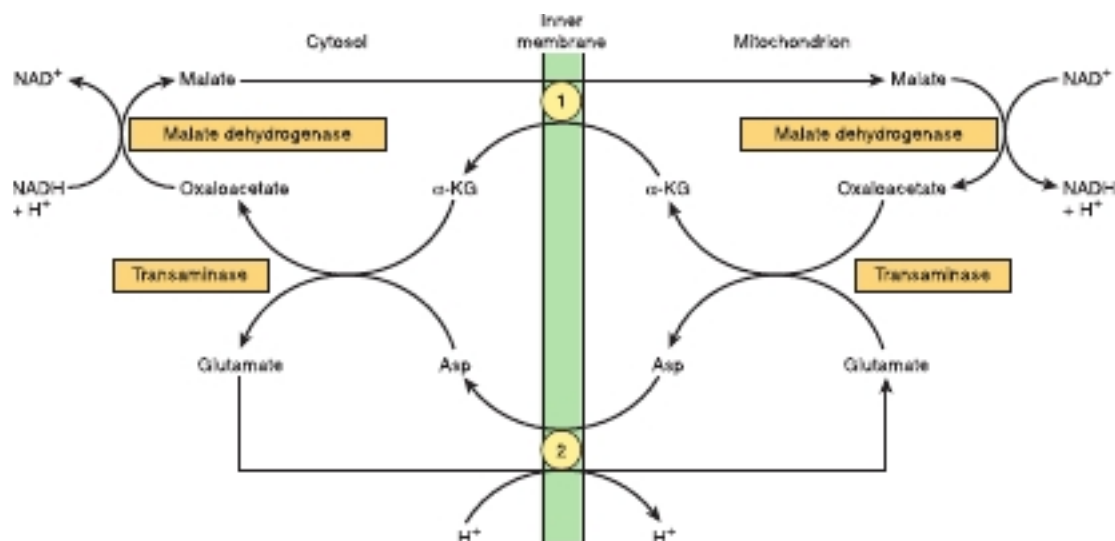 Inner
membrane
Cytosol
Mitochondrion
NAD⁺
Malate
1
Malate
NAD⁺
Malate dehydrogenase
Malate dehydrogenase
NADH
+ H⁺
Oxaloacetate
α-KG
α-KG
Oxaloacetate
NADH
+ H⁺
Transaminase
Transaminase
Glutamate
Asp
Asp
Glutamate
2
H⁺
H⁺